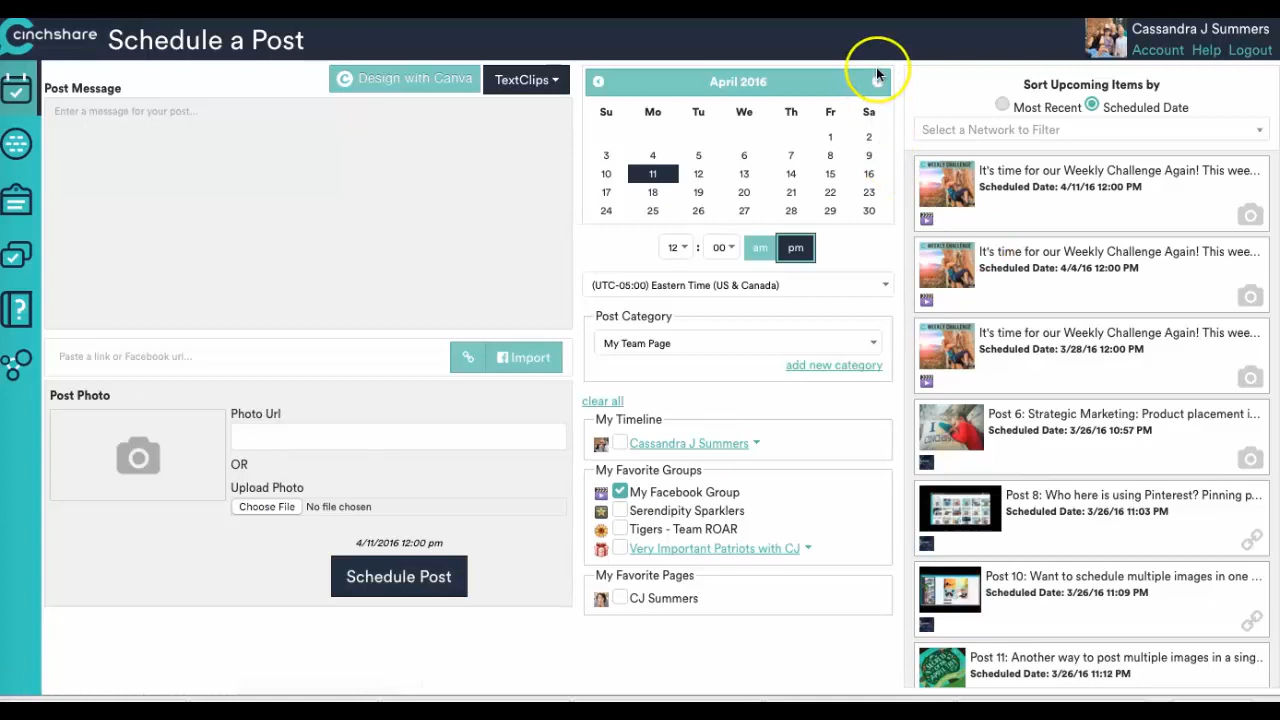 cinchshare
Schedule a Post
Cassandra J Summers
Account Help Logout
Post Message
Design with Canva
TextClips
Enter a message for your post...
Paste a link or Facebook url...
Import
Post Photo
Photo Url
OR
Upload Photo
Choose File No file chosen
4/11/2016 12:00 pm
Schedule Post
April 2016
Su Mo Tu We Th Fr Sa
1 2
3 4 5 6 7 8 9
10 11 12 13 14 15 16
17 18 19 20 21 22 23
24 25 26 27 28 29 30
12 : 00 am pm
(UTC-05:00) Eastern Time (US & Canada)
Post Category
My Team Page
add new category
clear all
My Timeline
Cassandra J Summers
My Favorite Groups
My Facebook Group
Serendipity Sparklers
Tigers - Team ROAR
Very Important Patriots with CJ
My Favorite Pages
CJ Summers
Sort Upcoming Items by
Most Recent Scheduled Date
Select a Network to Filter
It's time for our Weekly Challenge Again! This wee...
Scheduled Date: 4/11/16 12:00 PM
It's time for our Weekly Challenge Again! This wee...
Scheduled Date: 4/4/16 12:00 PM
It's time for our Weekly Challenge Again! This wee...
Scheduled Date: 3/28/16 12:00 PM
Post 6: Strategic Marketing: Product placement i...
Scheduled Date: 3/26/16 10:57 PM
Post 8: Who here is using Pinterest? Pinning p...
Scheduled Date: 3/26/16 11:03 PM
Post 10: Want to schedule multiple images in one ...
Scheduled Date: 3/26/16 11:09 PM
Post 11: Another way to post multiple images in a sing..
Scheduled Date: 3/26/16 11:12 PM